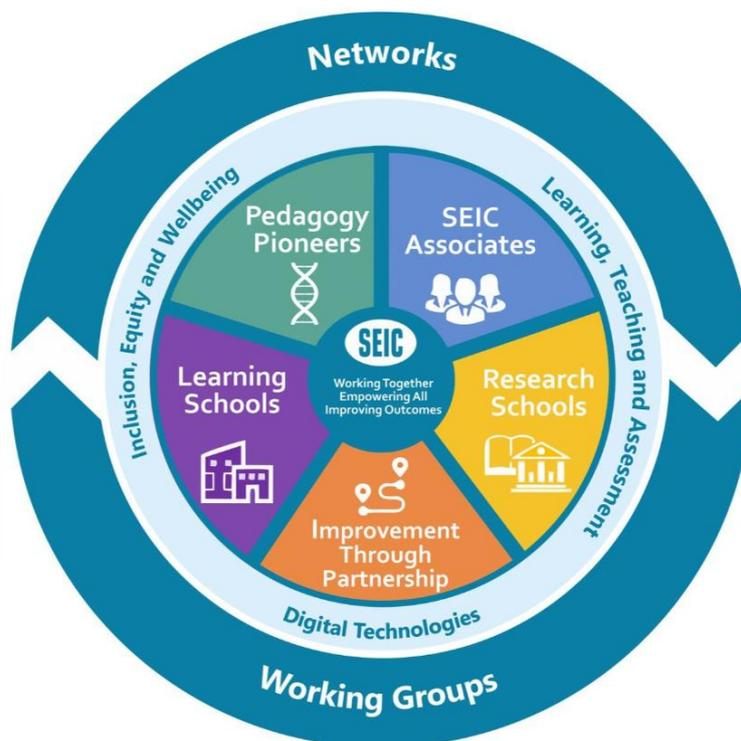 Networks
Inclusion, Equity and Wellbeing
Learning, Teaching and Assessment
Pedagogy
Pioneers
SEIC
Associates
SEIC
Working Together
Empowering All
Improving Outcomes
Learning
Schools
Research
Schools
Improvement
Through
Partnership
Digital Technologies
Working Groups